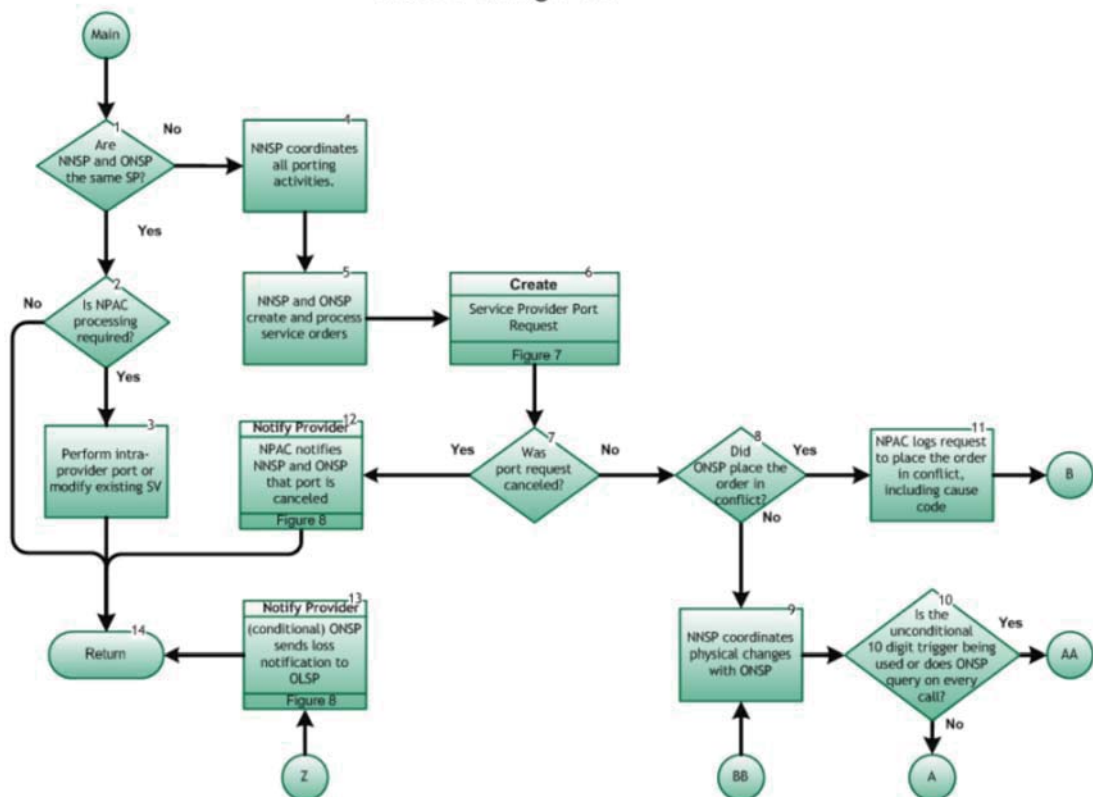 Main
1
Are
NNSP and ONSP
the same SP?
No
Yes
4
NNSP coordinates
all porting
activities.
2
Is NPAC
processing
required?
No
Yes
5
NNSP and ONSP
create and process
service orders
6
Create
Service Provider Port
Request
Figure 7
3
Perform intra-
provider port or
modify existing SV
12
Notify Provider
NPAC notifies
NNSP and ONSP
that port is
canceled
Figure 8
Yes
7
Was
port request
canceled?
No
8
Did
ONSP place the
order in
conflict?
Yes
No
11
NPAC logs request
to place the order
in conflict,
including cause
code
B
14
Return
13
Notify Provider
(conditional) ONSP
sends loss
notification to
OLSP
Figure 8
9
NNSP coordinates
physical changes
with ONSP
10
Is the
unconditional
10 digit trigger being
used or does ONSP
query on every
call?
Yes
AA
No
Z
BB
A